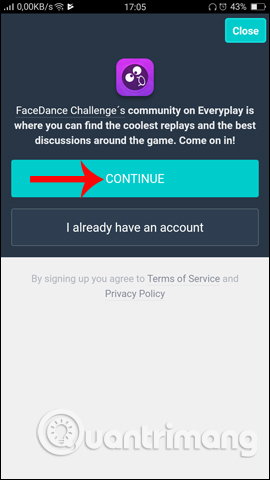 0,00KB/s 17:05 43%
Close
FaceDance Challenge´s community on Everyplay is
where you can find the coolest replays and the best
discussions around the game. Come on in!
CONTINUE
I already have an account
By signing up you agree to Terms of Service and
Privacy Policy
Quantrimang